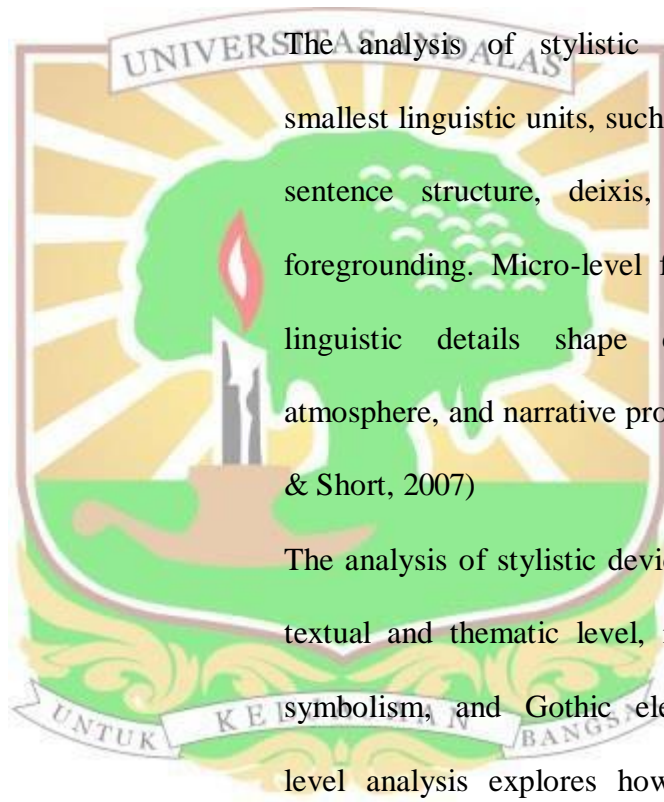 UNIVERSITAS ANDALAS
The analysis of stylistic
smallest linguistic units, such
sentence structure, deixis,
foregrounding. Micro-level f
linguistic details shape
atmosphere, and narrative pro
& Short, 2007)
The analysis of stylistic devi
textual and thematic level,
symbolism, and Gothic ele
level analysis explores how
UNTUK KEDJAJAAN BANGSA